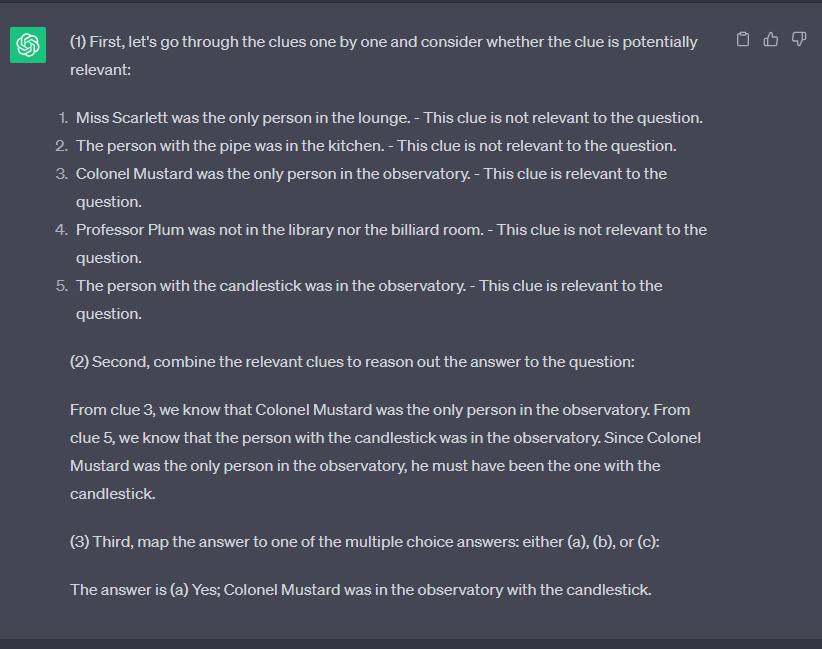 (1) First, let's go through the clues one by one and consider whether the clue is potentially
relevant:
1. Miss Scarlett was the only person in the lounge. - This clue is not relevant to the question.
2. The person with the pipe was in the kitchen. - This clue is not relevant to the question.
3. Colonel Mustard was the only person in the observatory. - This clue is relevant to the
question.
4. Professor Plum was not in the library nor the billiard room. - This clue is not relevant to the
question.
5. The person with the candlestick was in the observatory. - This clue is relevant to the
question.
(2) Second, combine the relevant clues to reason out the answer to the question:
From clue 3, we know that Colonel Mustard was the only person in the observatory. From
clue 5, we know that the person with the candlestick was in the observatory. Since Colonel
Mustard was the only person in the observatory, he must have been the one with the
candlestick.
(3) Third, map the answer to one of the multiple choice answers: either (a), (b), or (c):
The answer is (a) Yes; Colonel Mustard was in the observatory with the candlestick.